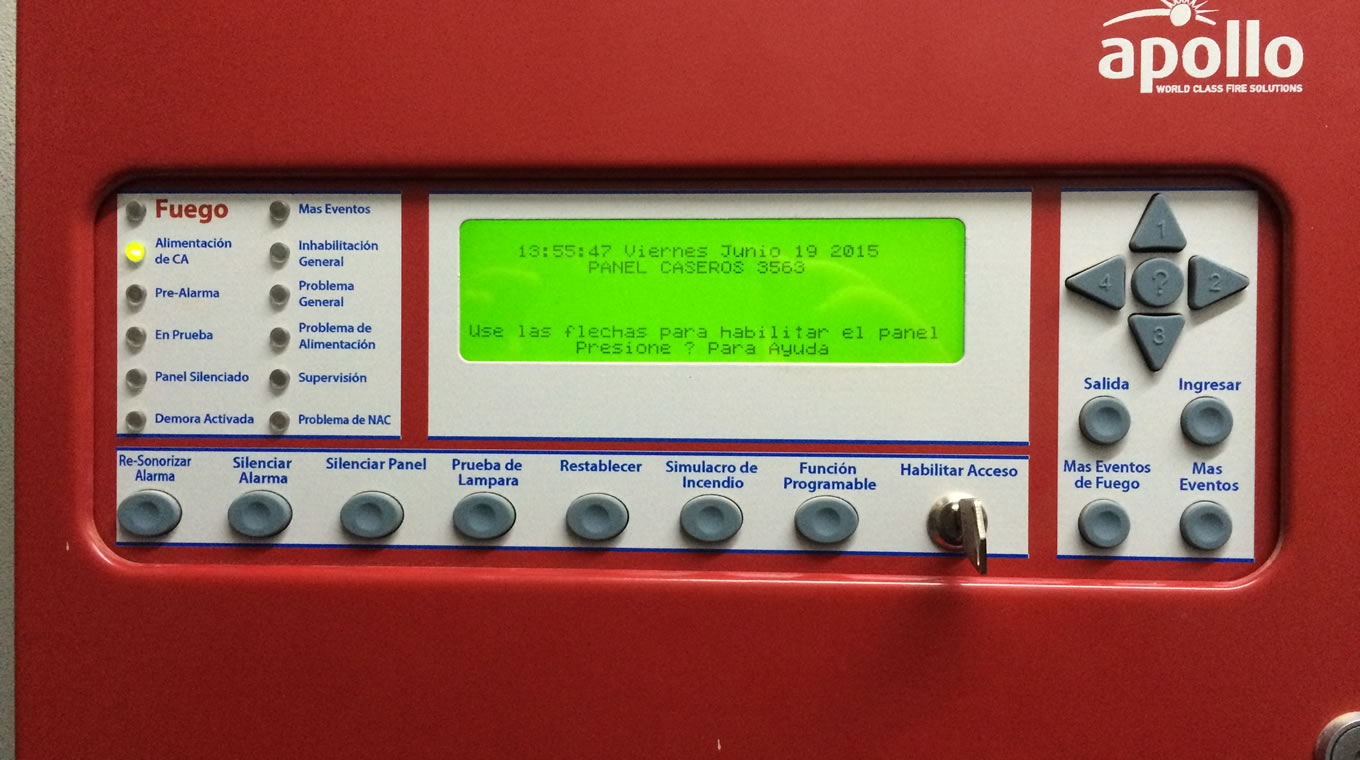 apollo
WORLD CLASS FIRE SOLUTIONS
Fuego
Alimentación
de CA
Pre-Alarma
En Prueba
Panel Silenciado
Demora Activada
Mas Eventos
Inhabilitación
General
Problema
General
Problema de
Alimentación
Supervisión
Problema de NAC
13:55:47 Viernes Junio 19 2015
PANEL CASEROS 3563
Use las flechas para habilitar el panel
Presione ? Para Ayuda
1
4 ? 2
3
Salida
Ingresar
Mas Eventos
de Fuego
Mas
Eventos
Re-Sonorizar
Alarma
Silenciar
Alarma
Silenciar Panel
Prueba de
Lampara
Restablecer
Simulacro de
Incendio
Función
Programable
Habilitar Acceso